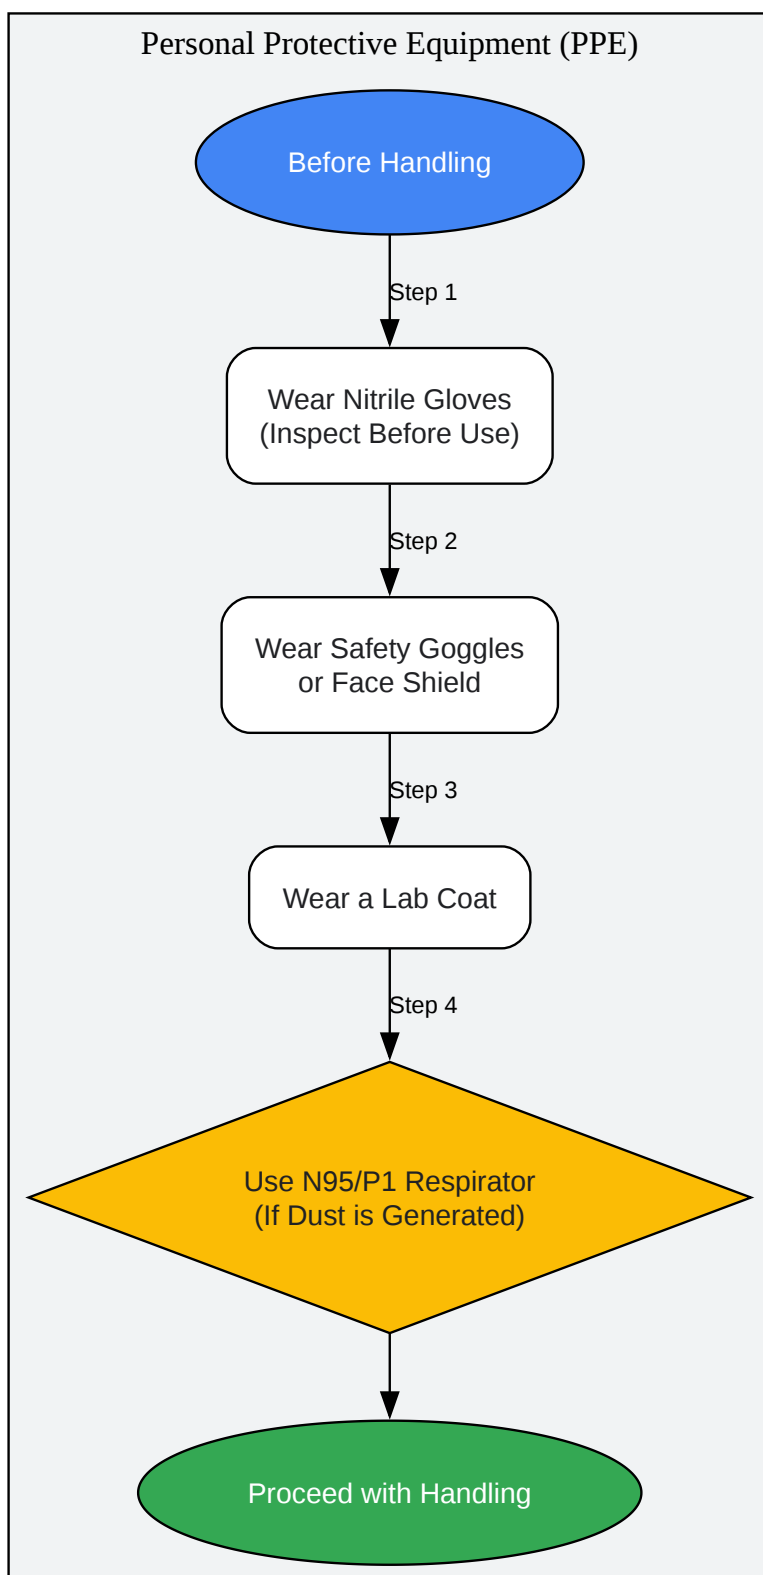 Personal Protective Equipment (PPE)
Before Handling
Step 1
Wear Nitrile Gloves
(Inspect Before Use)
Step 2
Wear Safety Goggles
or Face Shield
Step 3
Wear a Lab Coat
Step 4
Use N95/P1 Respirator
(If Dust is Generated)
Proceed with Handling